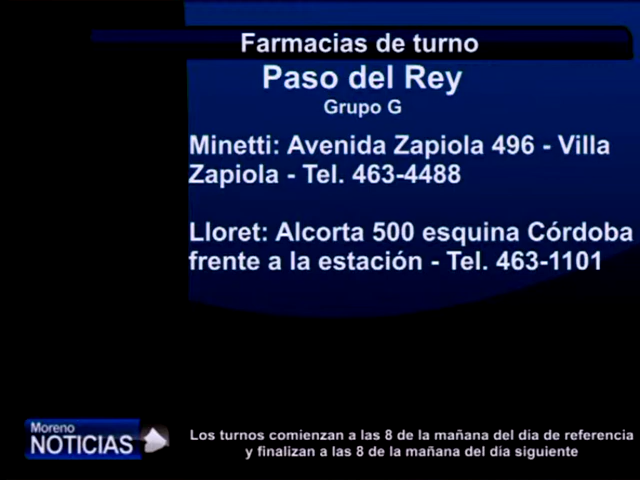 Farmacias de turno
Paso del Rey
Grupo G
Minetti: Avenida Zapiola 496 - Villa
Zapiola - Tel. 463-4488
Lloret: Alcorta 500 esquina Córdoba
frente a la estación - Tel. 463-1101
Moreno
NOTICIAS
Los turnos comienzan a las 8 de la mañana del dia de referencia
y finalizan a las 8 de la mañana del dia siguiente